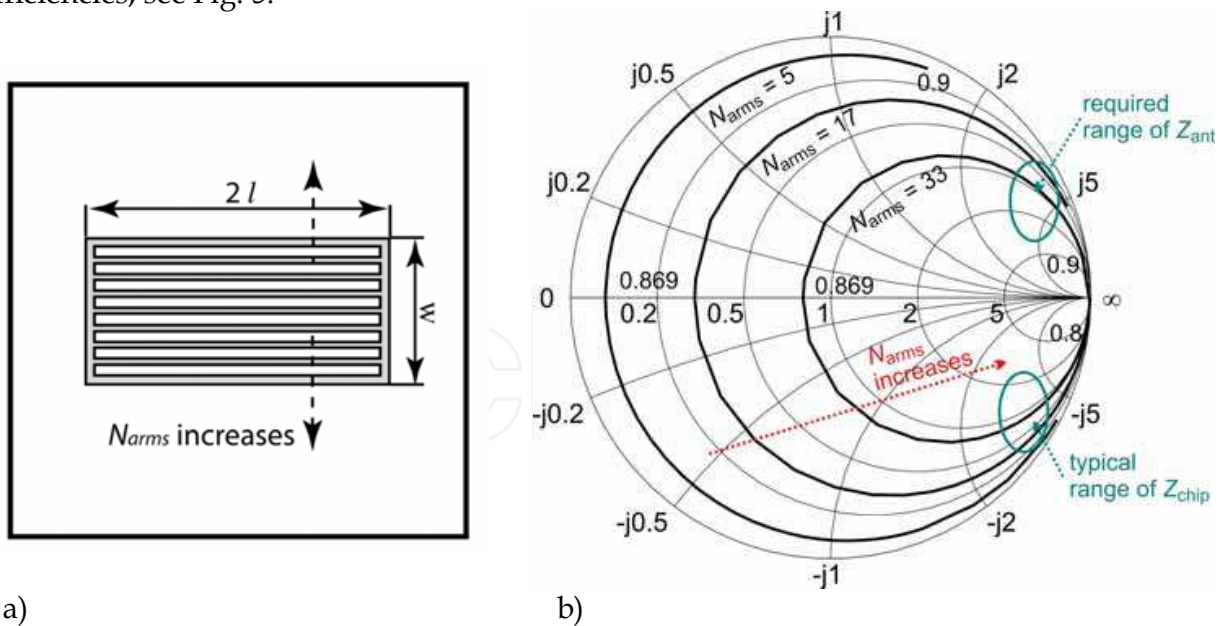 ficiencies, see Fig. 5.
2 l
w
Narms increases
a)
j1
j0.5
j2
0.9
Narms = 5
required
range of Zant
Narms = 17
j0.2
j5
Narms = 33
0.9
0.869
0.869
0
∞
0.2
0.5
1
2
5
0.8
Narms
increases
-j0.2
-j5
typical
range of Zchip
-j0.5
-j2
-j1
b)